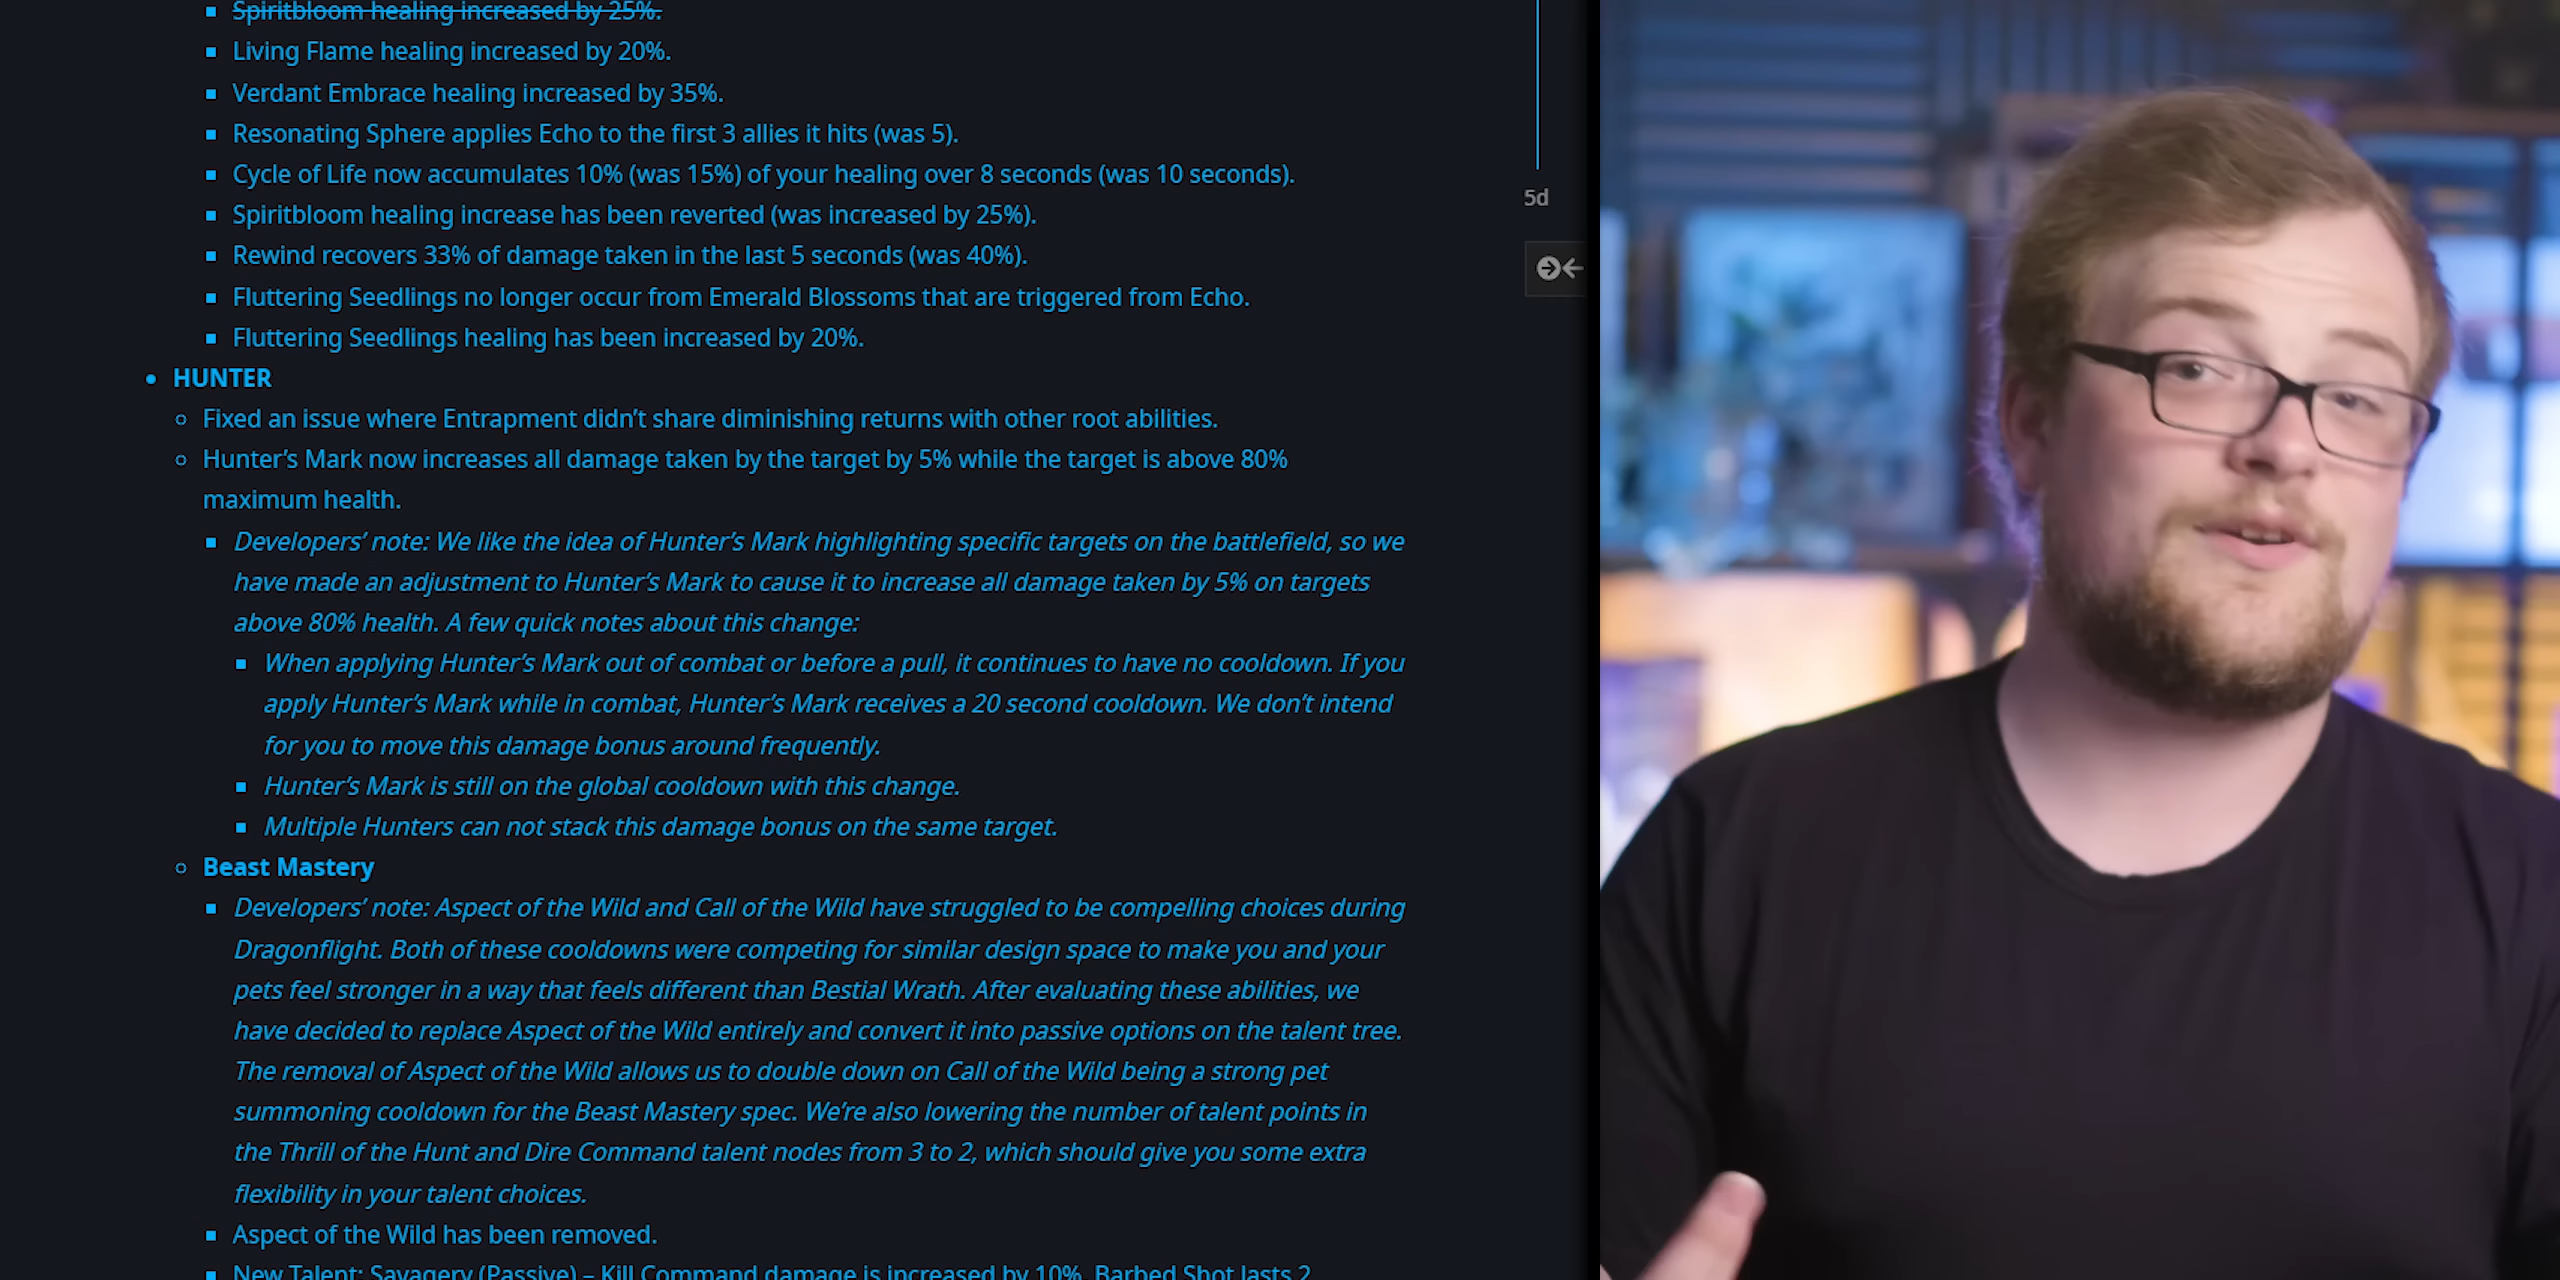 Spiritbloom healing increased by 25%.
Living Flame healing increased by 20%.
Verdant Embrace healing increased by 35%.
Resonating Sphere applies Echo to the first 3 allies it hits (was 5).
Cycle of Life now accumulates 10% (was 15%) of your healing over 8 seconds (was 10 seconds).
Spiritbloom healing increase has been reverted (was increased by 25%).
Rewind recovers 33% of damage taken in the last 5 seconds (was 40%).
Fluttering Seedlings no longer occur from Emerald Blossoms that are triggered from Echo.
Fluttering Seedlings healing has been increased by 20%.
HUNTER
Fixed an issue where Entrapment didn’t share diminishing returns with other root abilities.
Hunter’s Mark now increases all damage taken by the target by 5% while the target is above 80%
maximum health.
Developers’ note: We like the idea of Hunter’s Mark highlighting specific targets on the battlefield, so we
have made an adjustment to Hunter’s Mark to cause it to increase all damage taken by 5% on targets
above 80% health. A few quick notes about this change:
When applying Hunter’s Mark out of combat or before a pull, it continues to have no cooldown. If you
apply Hunter’s Mark while in combat, Hunter’s Mark receives a 20 second cooldown. We don’t intend
for you to move this damage bonus around frequently.
Hunter’s Mark is still on the global cooldown with this change.
Multiple Hunters can not stack this damage bonus on the same target.
Beast Mastery
Developers’ note: Aspect of the Wild and Call of the Wild have struggled to be compelling choices during
Dragonflight. Both of these cooldowns were competing for similar design space to make you and your
pets feel stronger in a way that feels different than Bestial Wrath. After evaluating these abilities, we
have decided to replace Aspect of the Wild entirely and convert it into passive options on the talent tree.
The removal of Aspect of the Wild allows us to double down on Call of the Wild being a strong pet
summoning cooldown for the Beast Mastery spec. We’re also lowering the number of talent points in
the Thrill of the Hunt and Dire Command talent nodes from 3 to 2, which should give you some extra
flexibility in your talent choices.
Aspect of the Wild has been removed.
New Talent: Savagery (Passive) – Kill Command damage is increased by 10%. Barbed Shot lasts 2
5d